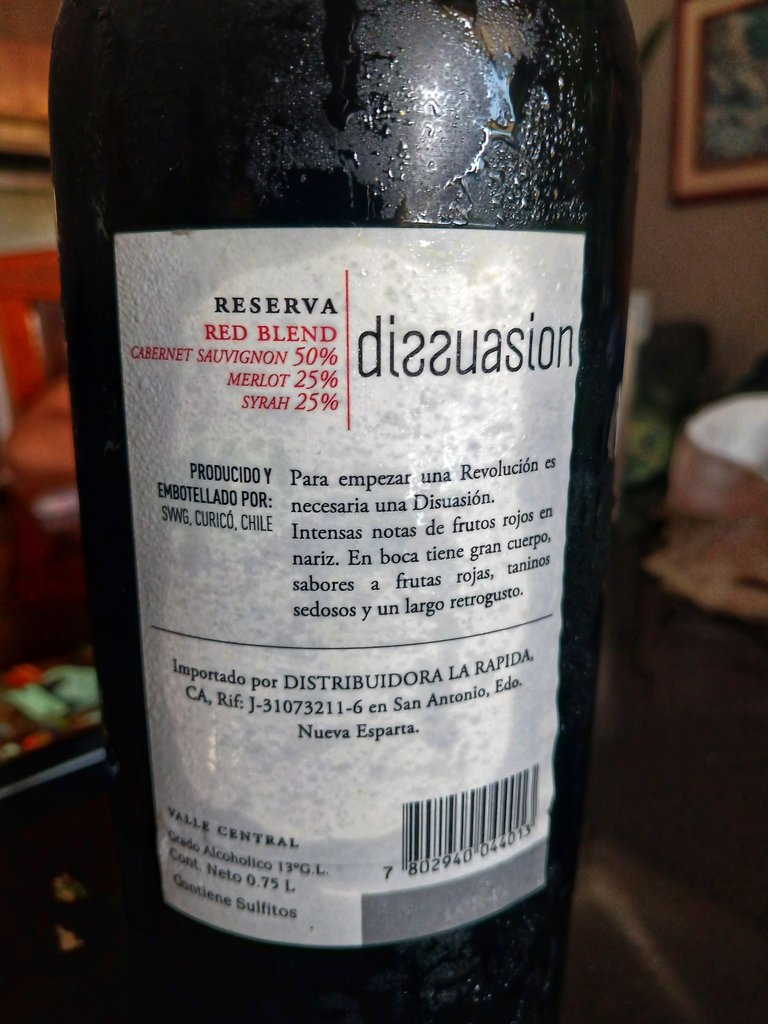 RESERVA
RED BLEND
CABERNET SAUVIGNON 50%
MERLOT 25%
SYRAH 25%
dissuasion
PRODUCIDO Y
EMBOTELLADO POR:
SWG, CURICÓ, CHILE
Para empezar una Revolución es
necesaria una Disuasión.
Intensas notas de frutos rojos en
nariz. En boca tiene gran cuerpo,
sabores a frutas rojas, taninos
sedosos y un largo retrogusto.
Importado por DISTRIBUIDORA LA RAPIDA,
CA, Rif: J-31073211-6 en San Antonio, Edo.
Nueva Esparta.
VALLE CENTRAL
Grado Alcoholico 13°G.L.
Cont. Neto 0.75 L
Contiene Sulfitos
7 802940 044013